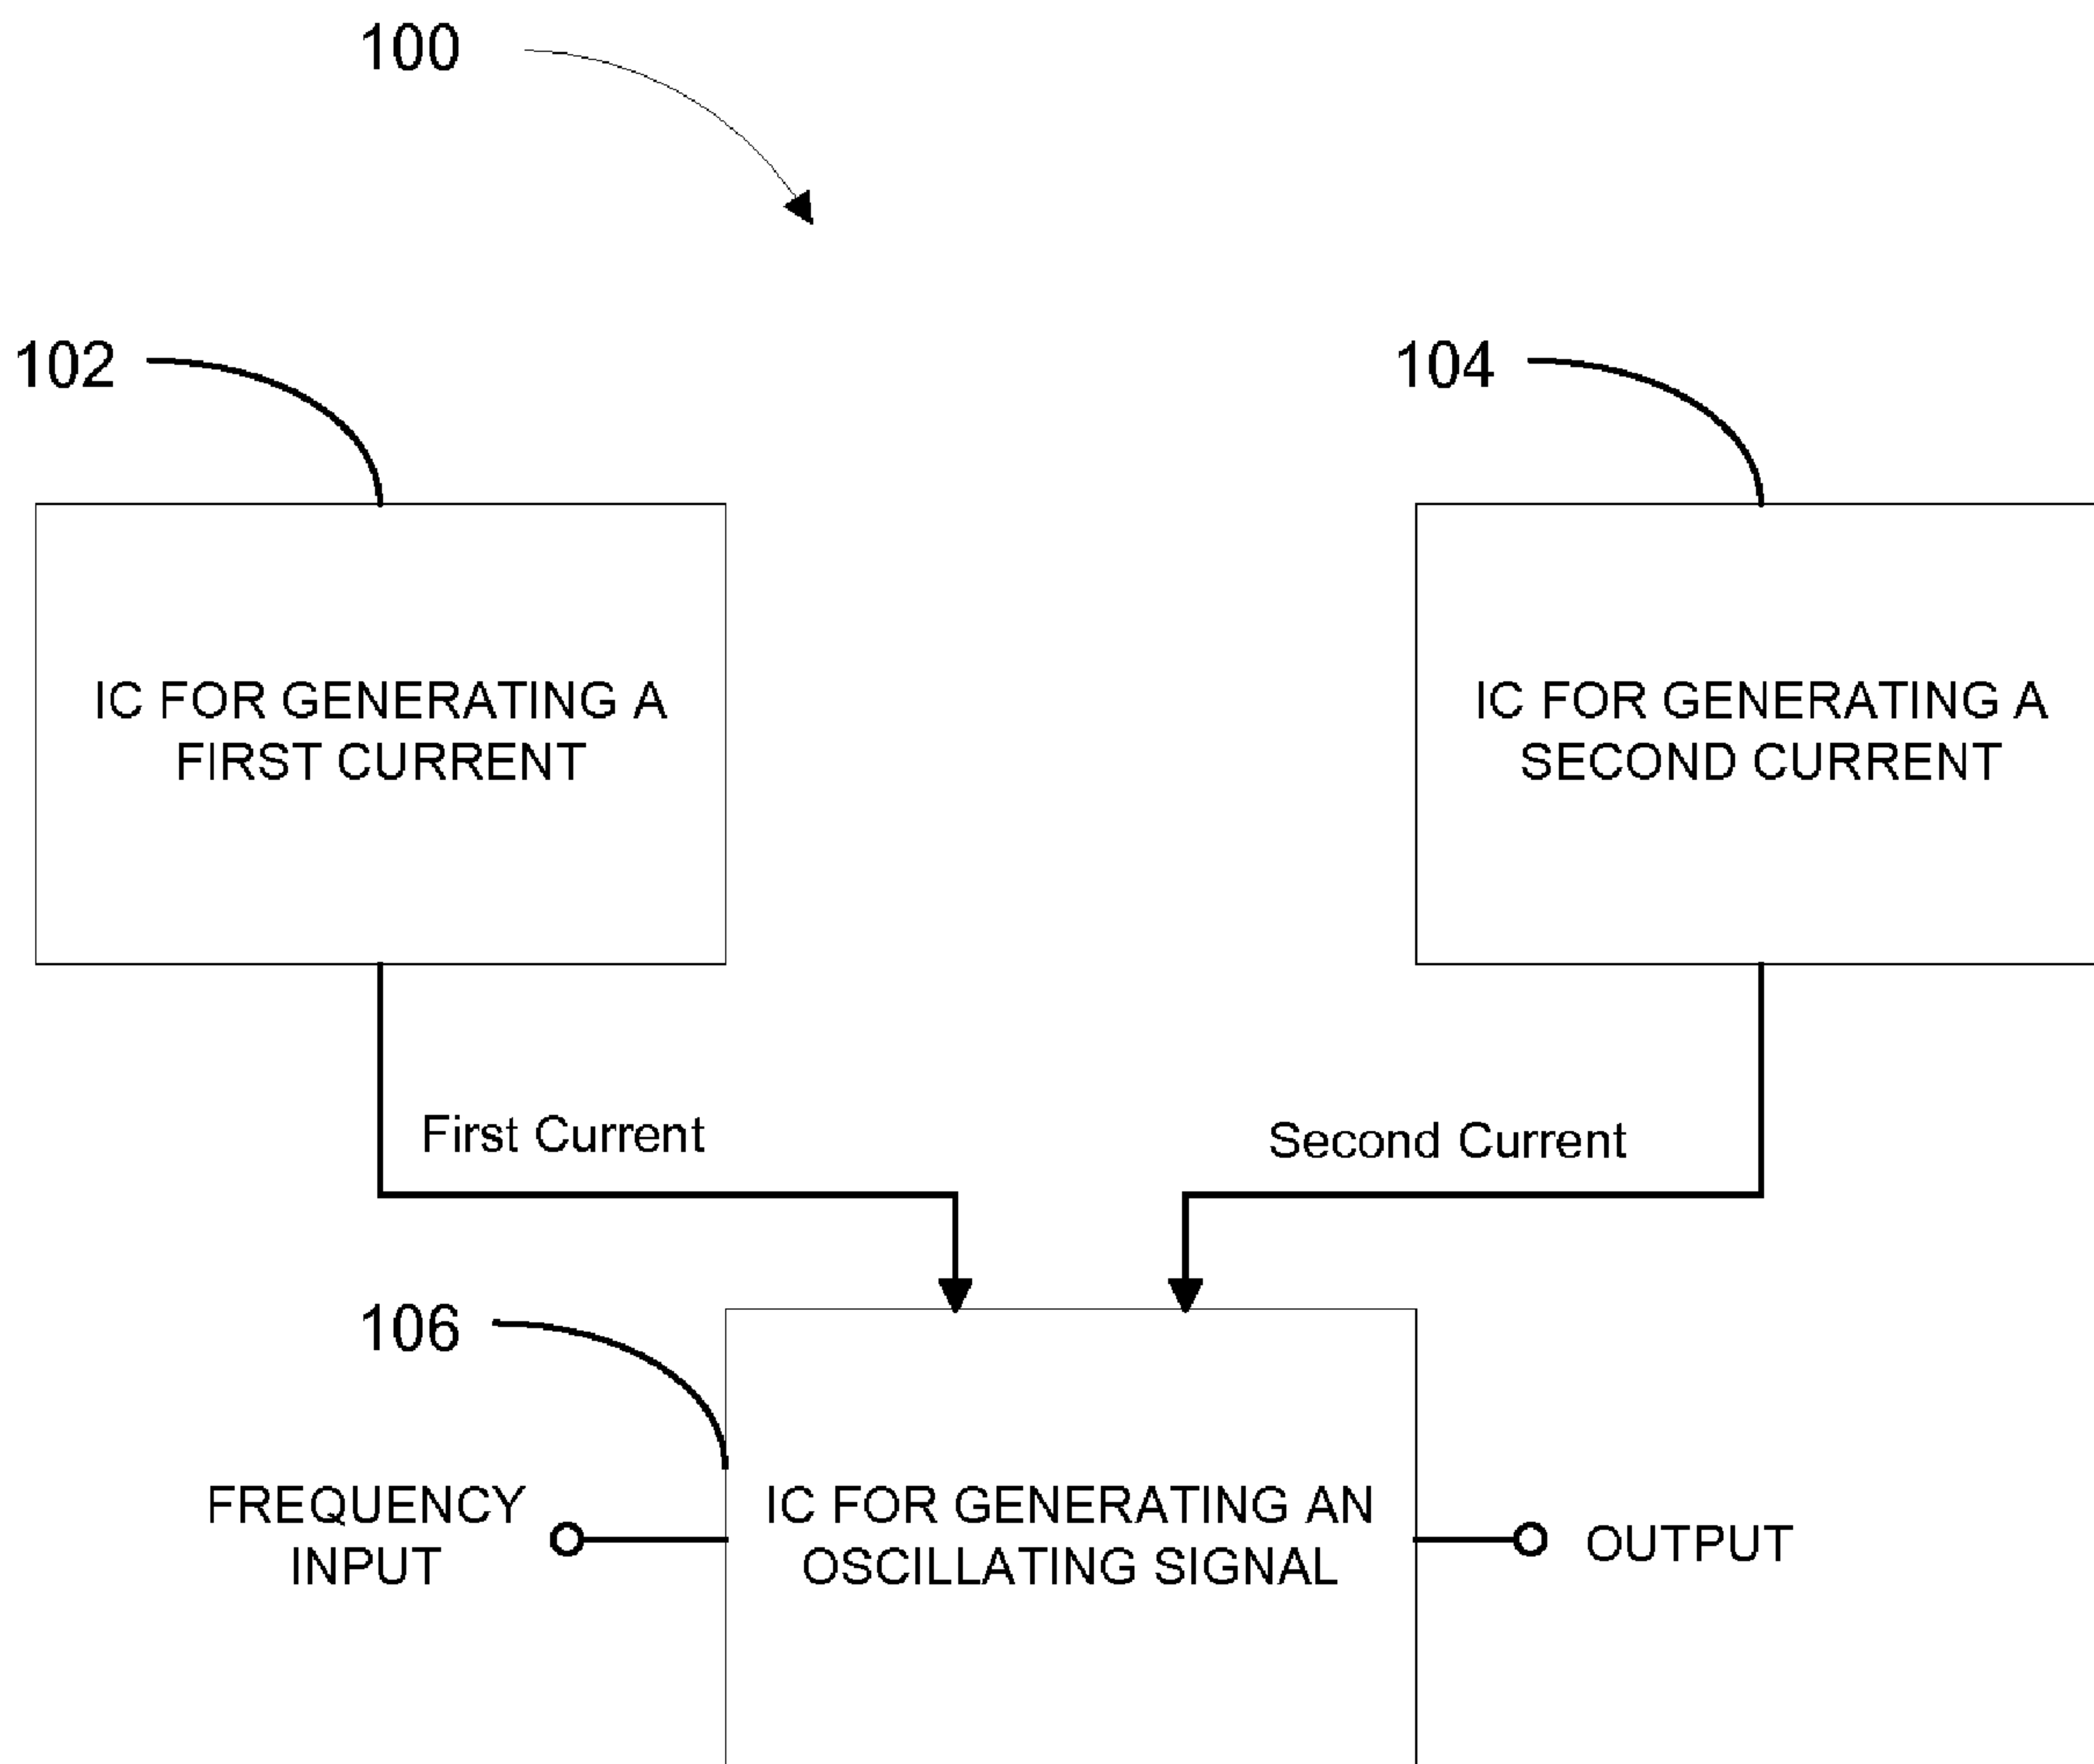 100
102
104
IC FOR GENERATING A
FIRST CURRENT
IC FOR GENERATING A
SECOND CURRENT
First Current
Second Current
106
FREQUENCY
INPUT
IC FOR GENERATING AN
OSCILLATING SIGNAL
OUTPUT